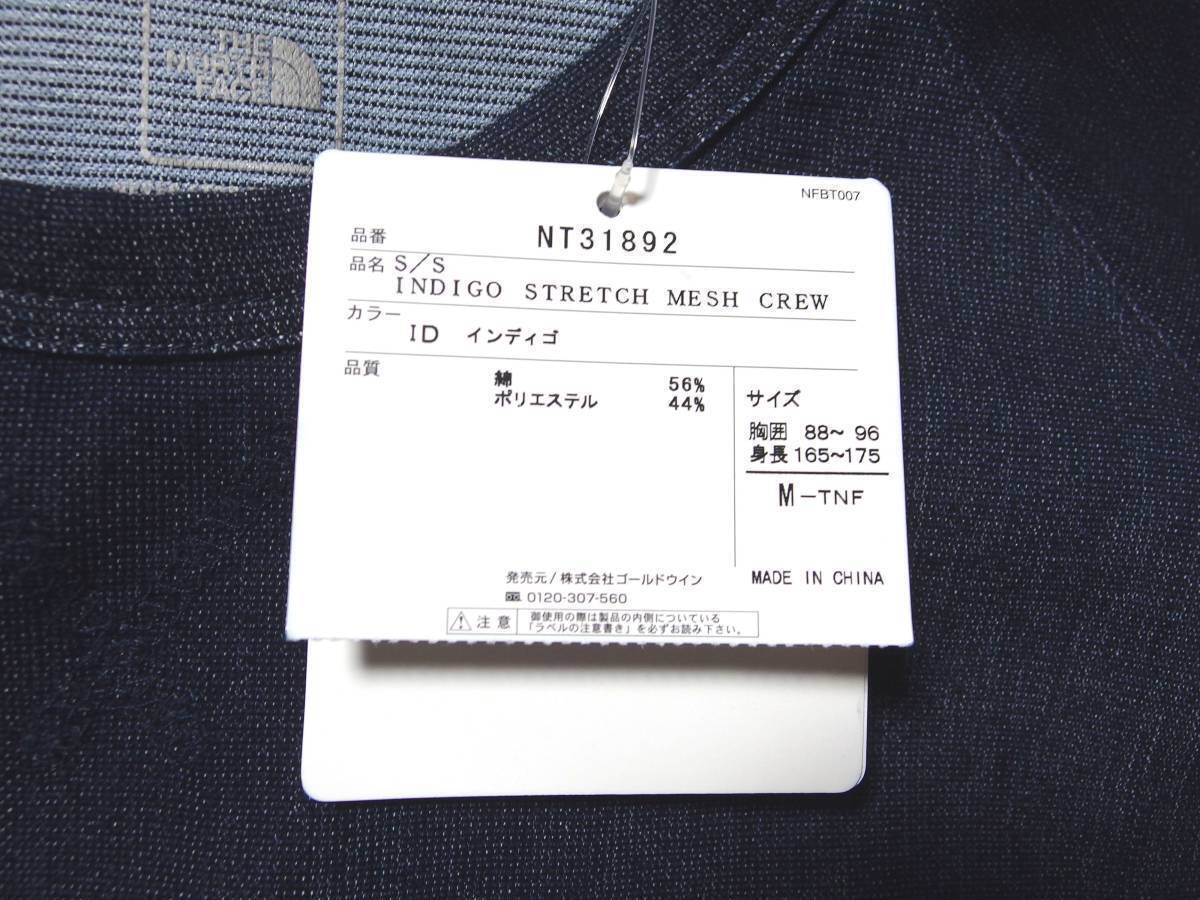 THE
NORTH
FACE
NFBT007
品番 NT31892
品名 S/S
INDIGO STRETCH MESH CREW
カラー
ID インディゴ
品質
綿 56%
ポリエステル 44%
サイズ
胸囲 88~ 96
身長165~175
M-TNF
発売元/株式会社ゴールドウイン
0120-307-560
MADE IN CHINA
注意
御使用の際は製品の内側についている
「ラベルの注意書き」を必ずお読み下さい。